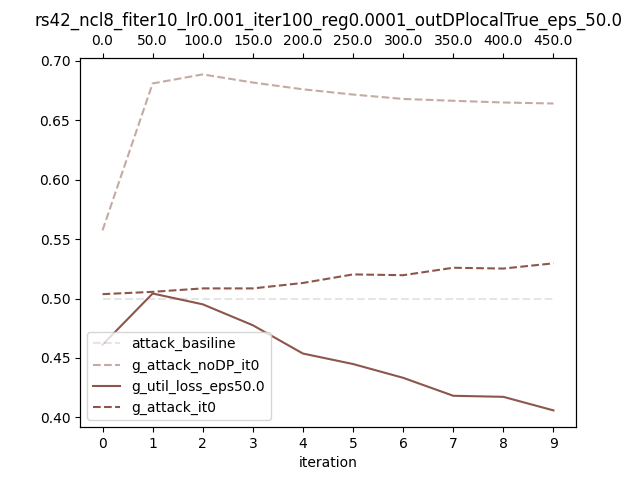 rs42_ncl8_fiter10_lr0.001_iter100_reg0.0001_outDPlocalTrue_eps_50.0
0.0 50.0 100.0 150.0 200.0 250.0 300.0 350.0 400.0 450.0
0.70
0.65
0.60
0.55
0.50
0.45
0.40
attack_basiline
g_attack_noDP_it0
g_util_loss_eps50.0
g_attack_it0
0 1 2 3 4 5 6 7 8 9
iteration